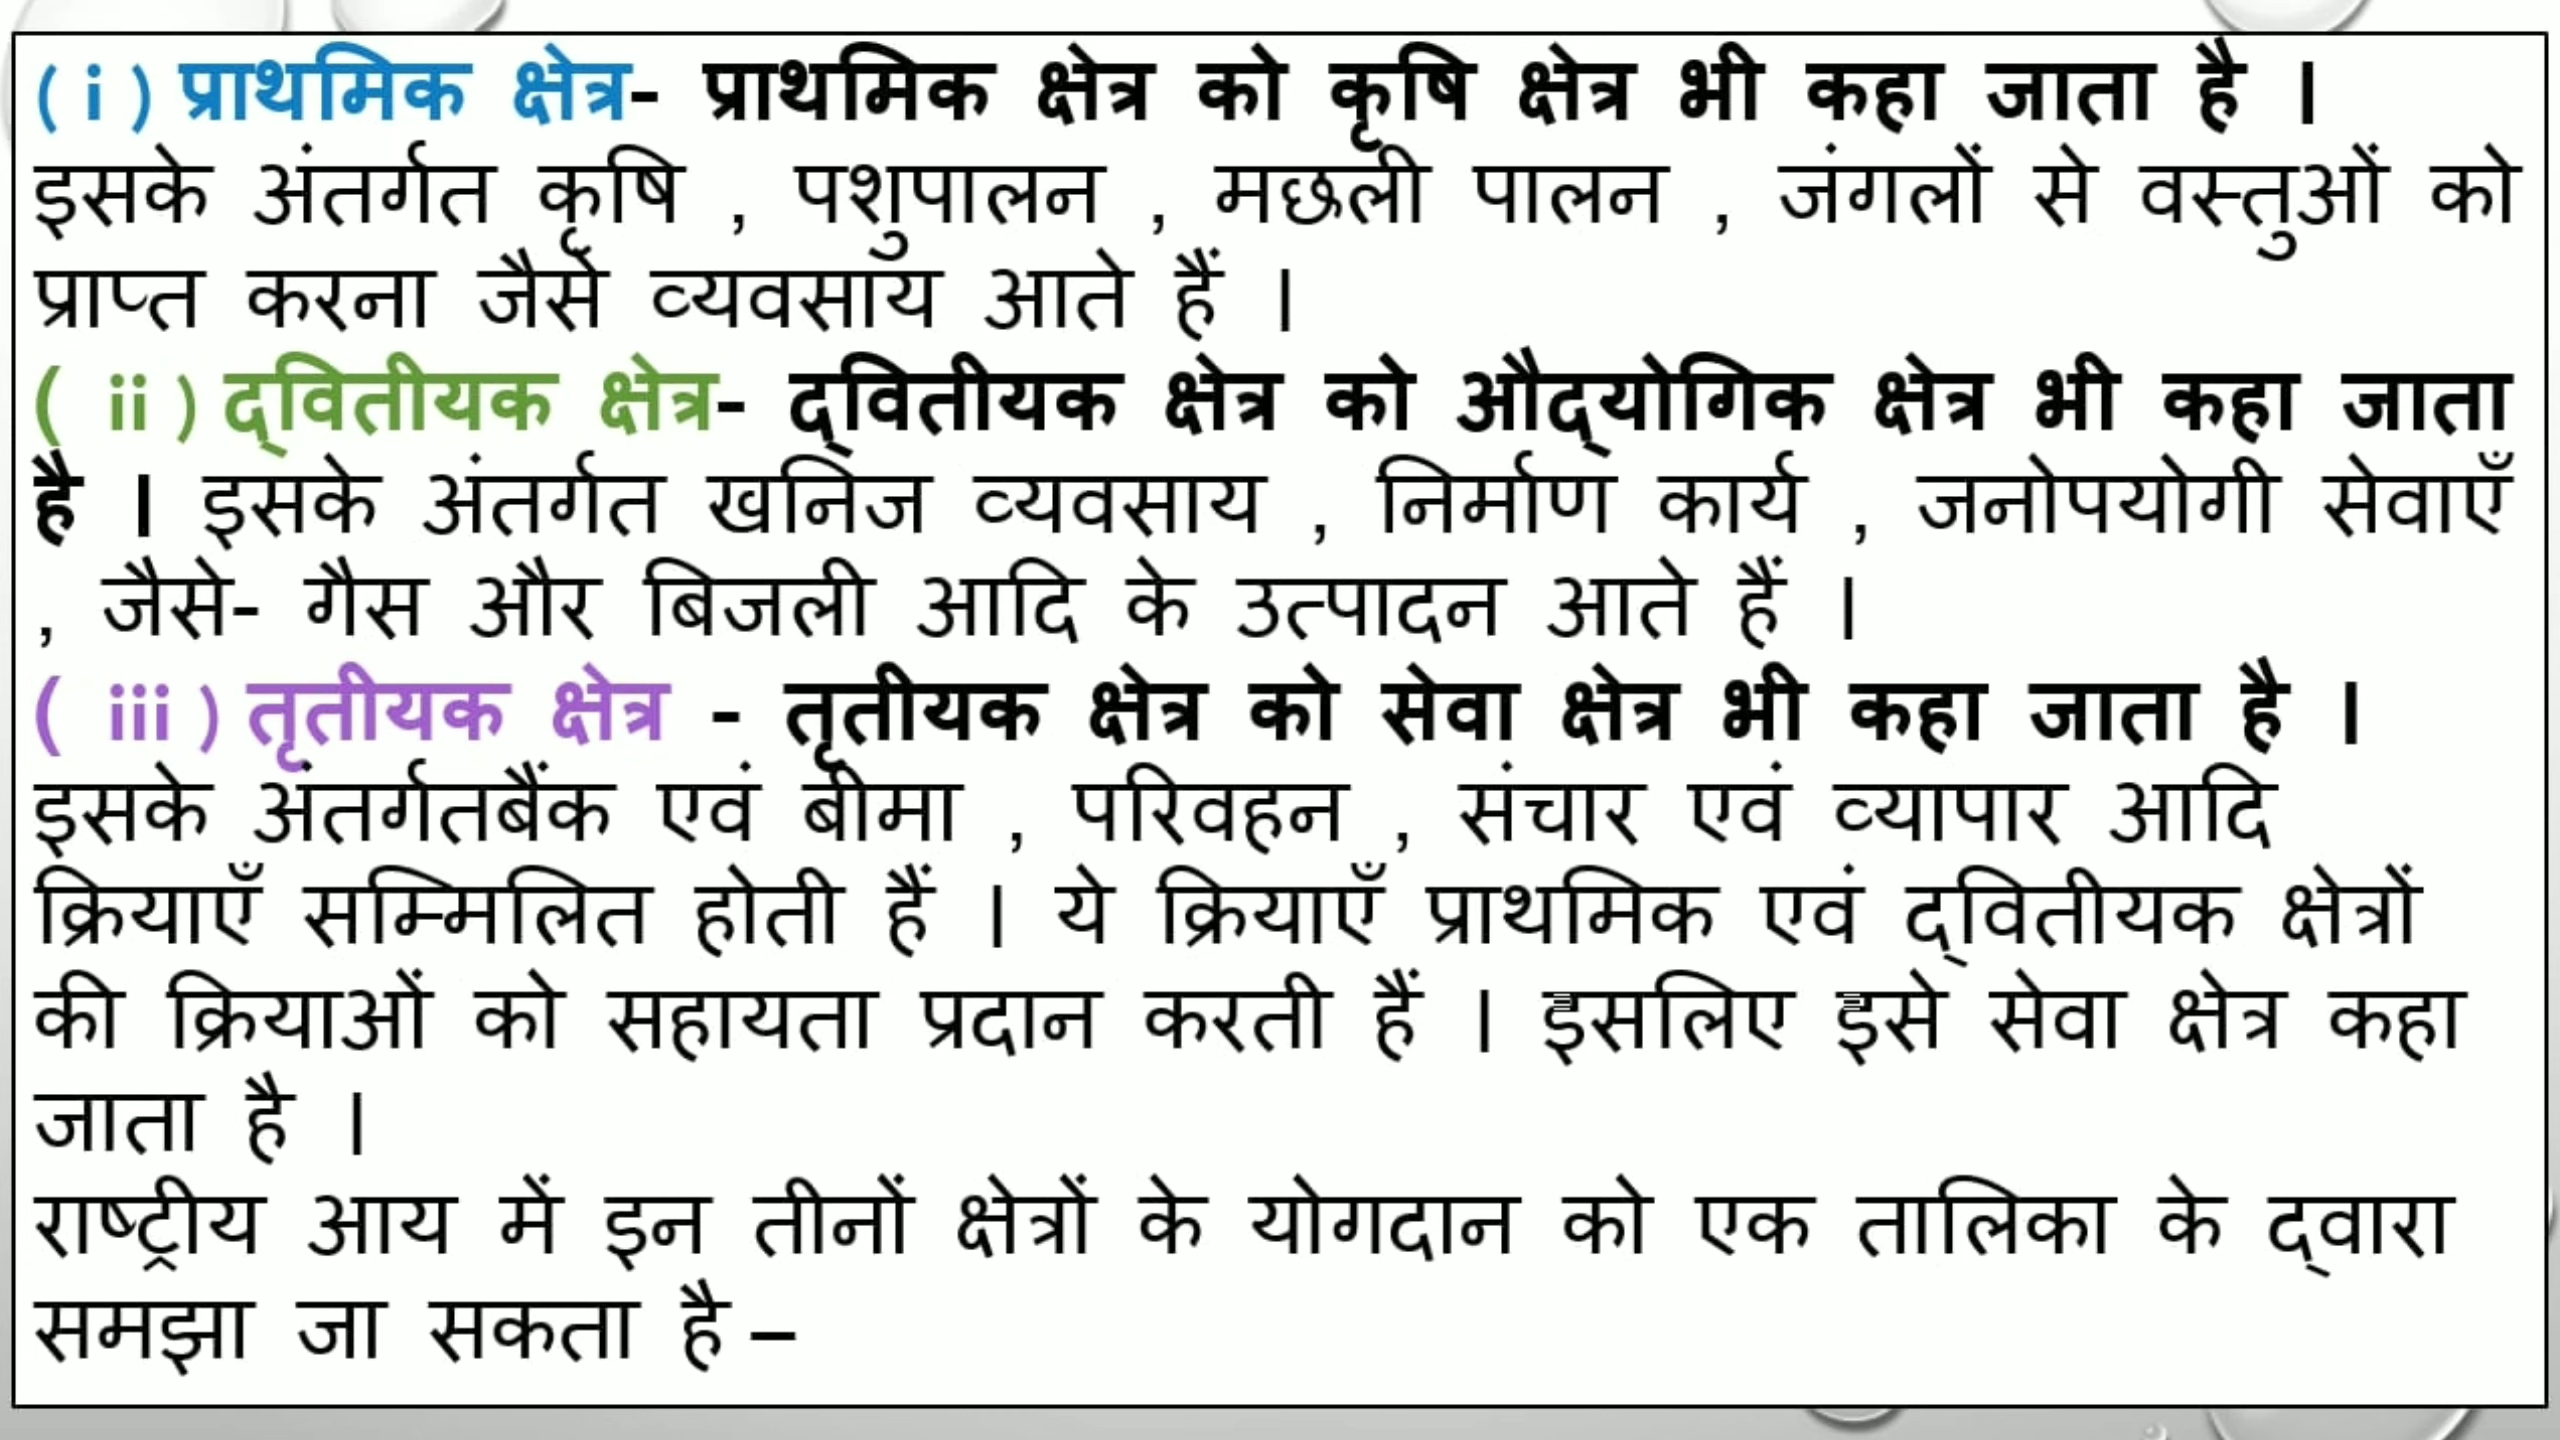 ( i ) प्राथमिक क्षेत्र- प्राथमिक क्षेत्र को कृषि क्षेत्र भी कहा जाता है ।
इसके अंतर्गत कृषि , पशुपालन , मछली पालन , जंगलों से वस्तुओं को
प्राप्त करना जैसे व्यवसाय आते हैं ।
( ii ) द्वितीयक क्षेत्र- द्वितीयक क्षेत्र को औद्योगिक क्षेत्र भी कहा जाता
है । इसके अंतर्गत खनिज व्यवसाय , निर्माण कार्य , जनोपयोगी सेवाएँ
, जैसे- गैस और बिजली आदि के उत्पादन आते हैं ।
( iii ) तृतीयक क्षेत्र - तृतीयक क्षेत्र को सेवा क्षेत्र भी कहा जाता है ।
इसके अंतर्गतबैंक एवं बीमा , परिवहन , संचार एवं व्यापार आदि
क्रियाएँ सम्मिलित होती हैं । ये क्रियाएँ प्राथमिक एवं द्वितीयक क्षेत्रों
की क्रियाओं को सहायता प्रदान करती हैं । इसलिए इसे सेवा क्षेत्र कहा
जाता है ।
राष्ट्रीय आय में इन तीनों क्षेत्रों के योगदान को एक तालिका के द्वारा
समझा जा सकता है –